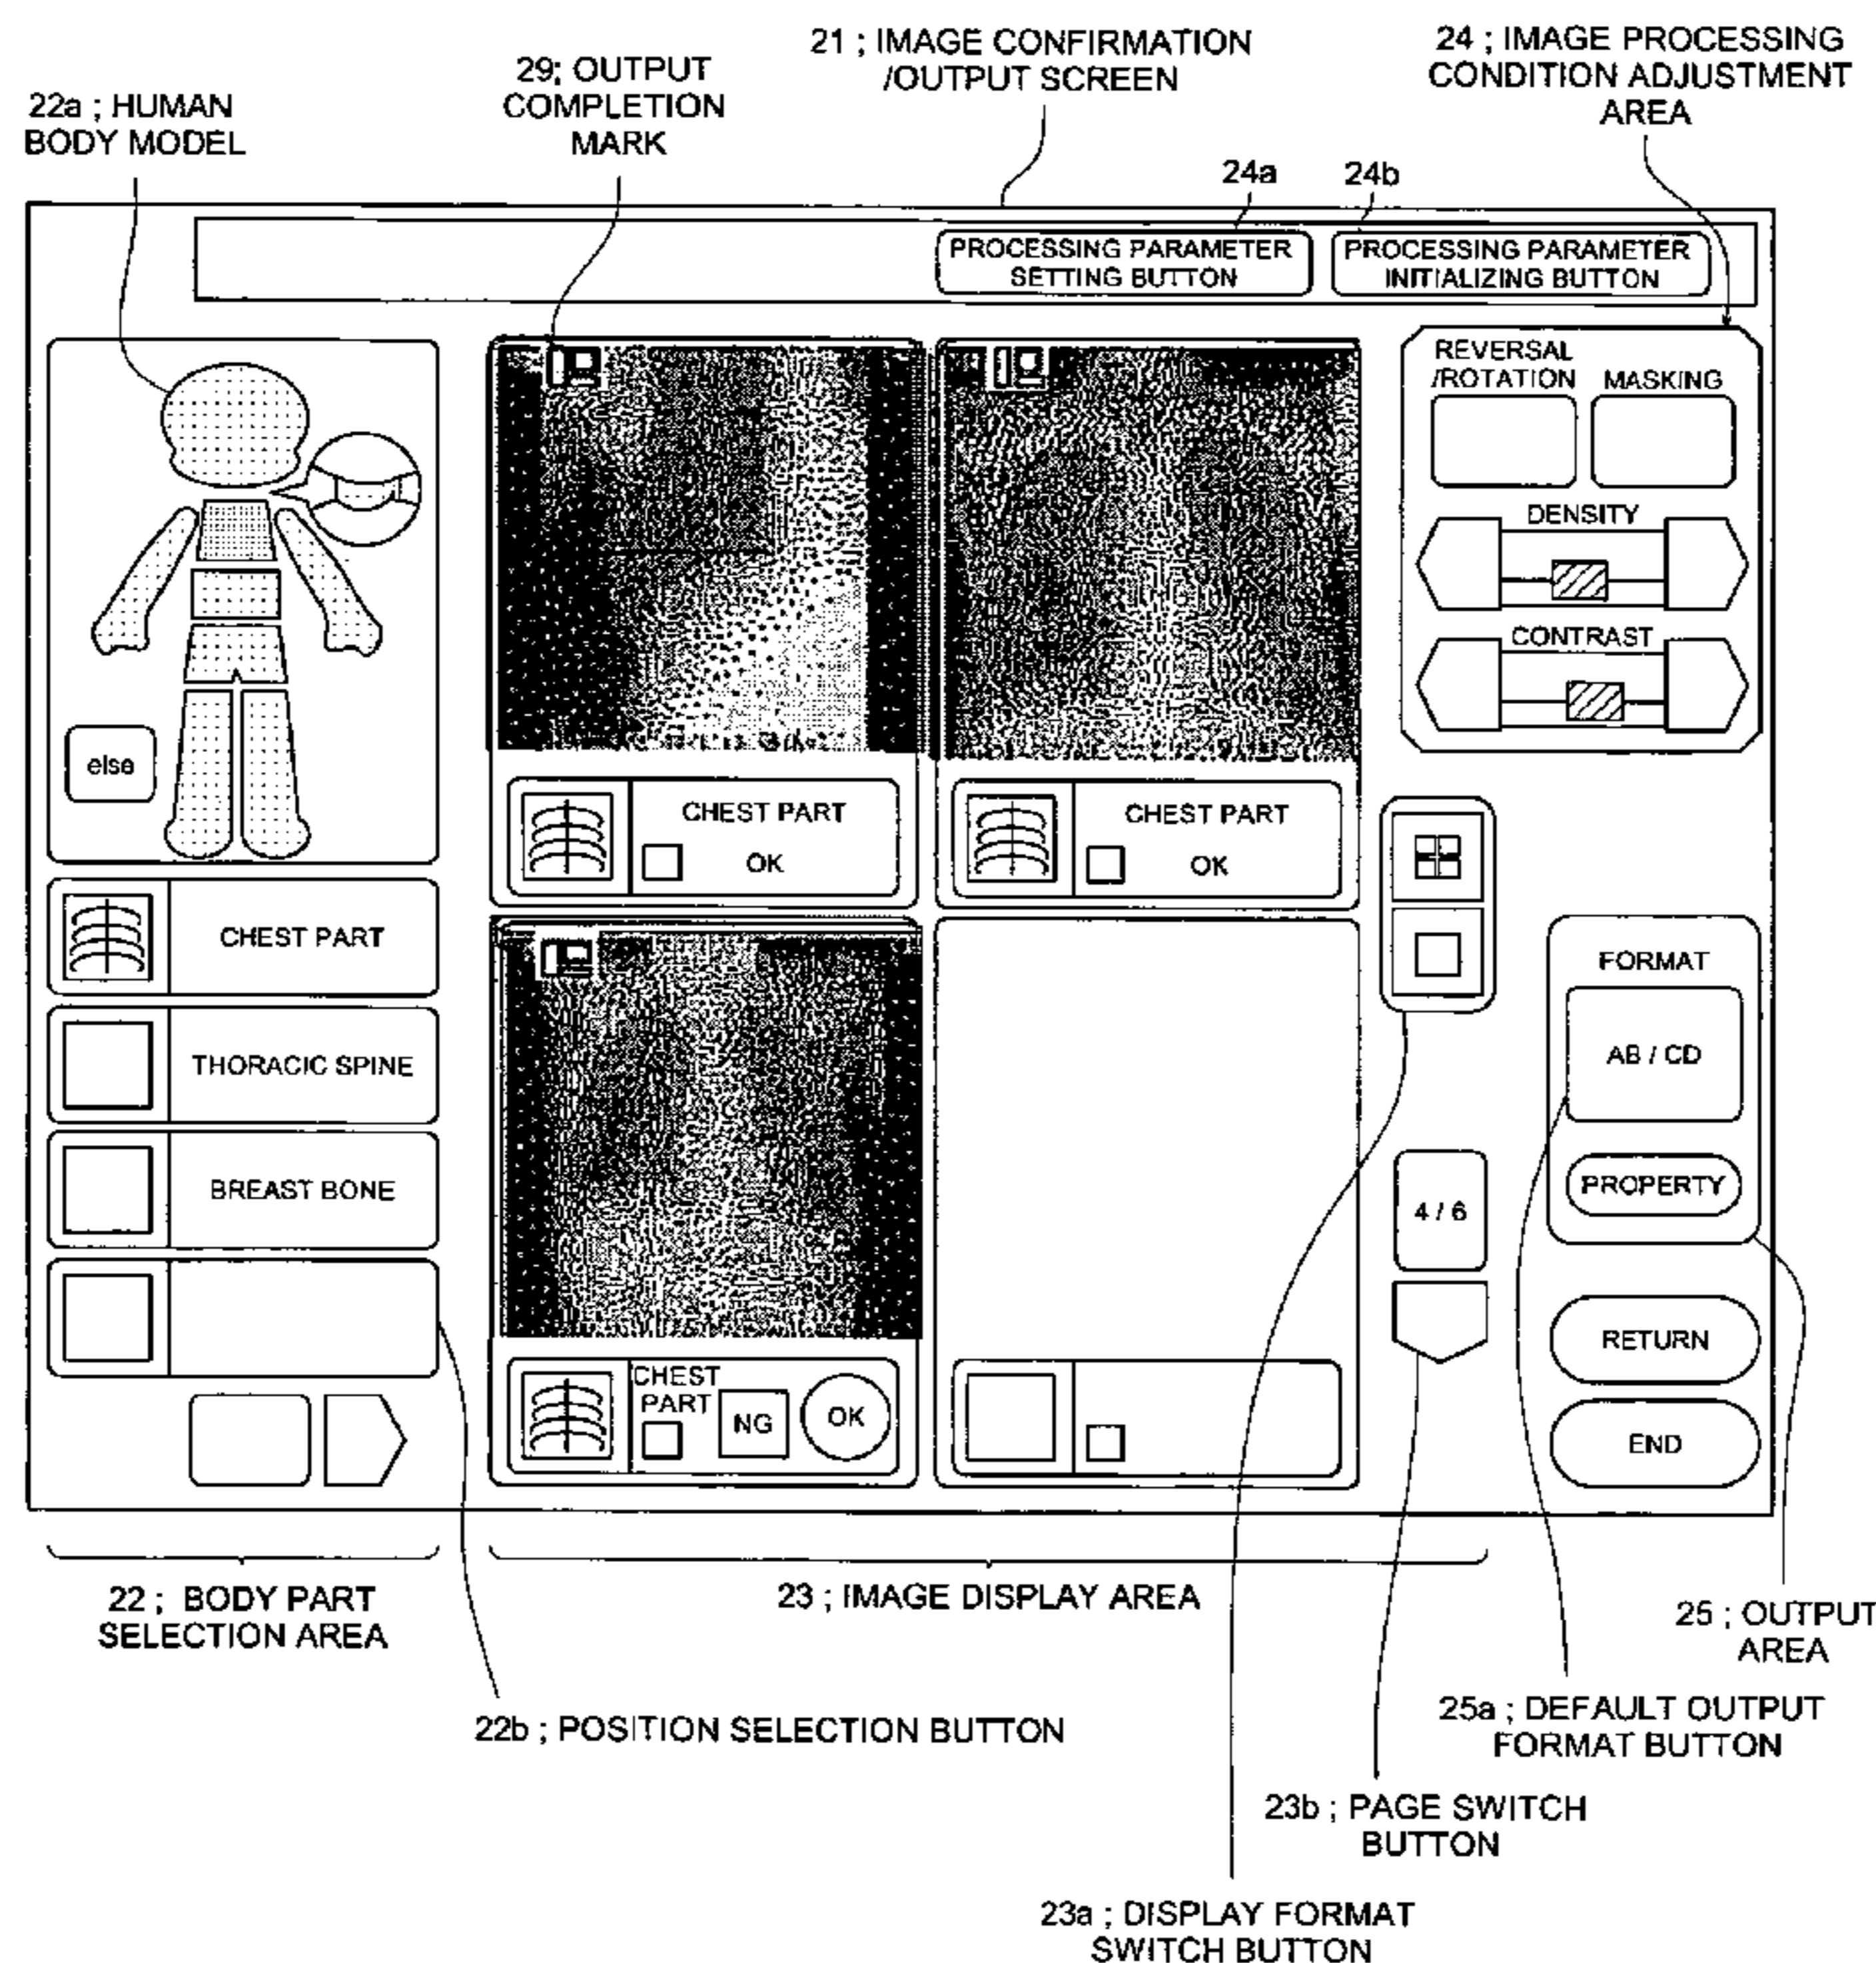 21 ; IMAGE CONFIRMATION
/OUTPUT SCREEN
24 ; IMAGE PROCESSING
CONDITION ADJUSTMENT
AREA
29; OUTPUT
COMPLETION
MARK
22a ; HUMAN
BODY MODEL
24a
24b
PROCESSING PARAMETER
SETTING BUTTON
PROCESSING PARAMETER
INITIALIZING BUTTON
REVERSAL
/ROTATION
MASKING
DENSITY
CONTRAST
else
CHEST PART
OK
CHEST PART
OK
CHEST PART
THORACIC SPINE
BREAST BONE
FORMAT
AB / CD
PROPERTY
4 / 6
RETURN
END
CHEST
PART
NG
OK
22 ; BODY PART
SELECTION AREA
23 ; IMAGE DISPLAY AREA
25 ; OUTPUT
AREA
22b ; POSITION SELECTION BUTTON
25a ; DEFAULT OUTPUT
FORMAT BUTTON
23b ; PAGE SWITCH
BUTTON
23a ; DISPLAY FORMAT
SWITCH BUTTON